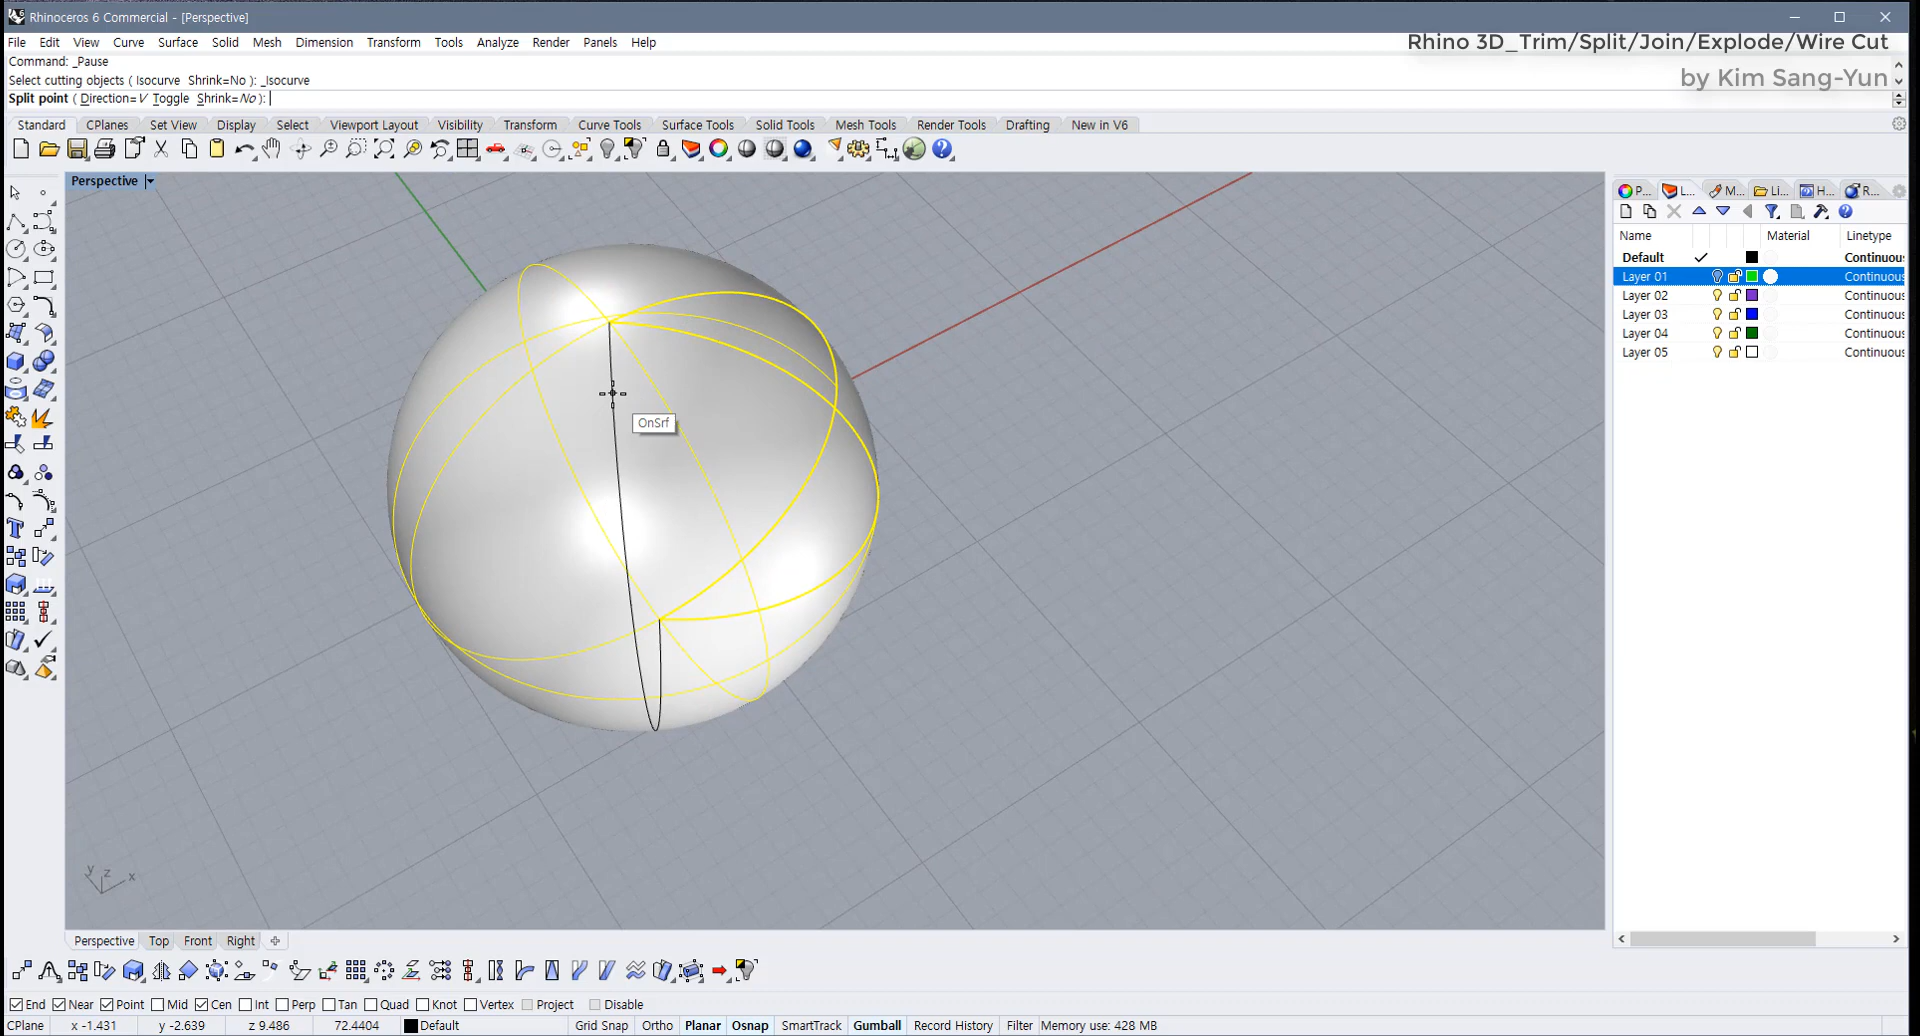 Rhinoceros 6 Commercial - [Perspective]
File Edit View Curve Surface Solid Mesh Dimension Transform Tools Analyze Render Panels Help
Rhino 3D_Trim/Split/Join/Explode/Wire Cut
by Kim Sang-Yun
Command: _Pause
Select cutting objects ( Isocurve Shrink=No ): _Isocurve
Split point ( Direction=V Toggle Shrink=No ):
Standard CPlanes Set View Display Select Viewport Layout Visibility Transform Curve Tools Surface Tools Solid Tools Mesh Tools Render Tools Drafting New in V6
Perspective
P... L... M... Li... H... R...
Name Material Linetype
Default Continuous
Layer 01 Continuous
Layer 02 Continuous
Layer 03 Continuous
Layer 04 Continuous
Layer 05 Continuous
OnSrf
y z x
Perspective Top Front Right
End Near Point Mid Cen Int Perp Tan Quad Knot Vertex Project Disable
CPlane x -1.431 y -2.639 z 9.486 72.4404 Default Grid Snap Ortho Planar Osnap SmartTrack Gumball Record History Filter Memory use: 428 MB